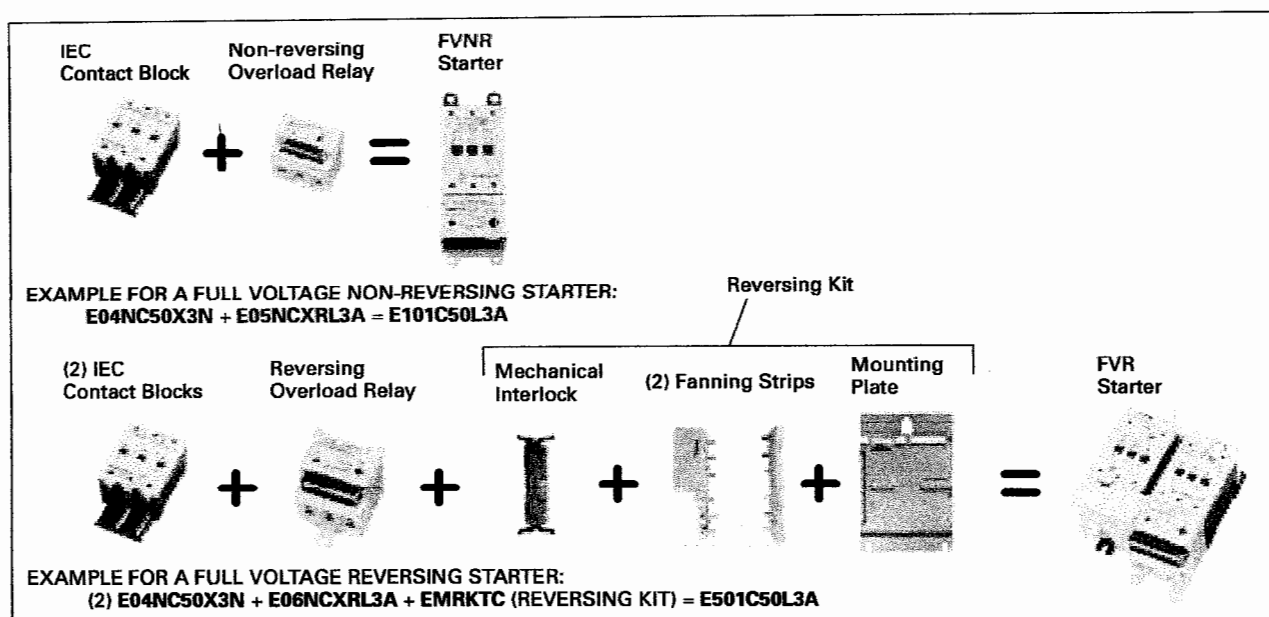 IEC
Contact Block
Non-reversing
Overload Relay
FVNR
Starter
EXAMPLE FOR A FULL VOLTAGE NON-REVERSING STARTER:
E04NC50X3N + E05NCXRL3A = E101C50L3A
Reversing Kit
(2) IEC
Contact Blocks
Reversing
Overload Relay
Mechanical
Interlock
(2) Fanning Strips
Mounting
Plate
FVR
Starter
EXAMPLE FOR A FULL VOLTAGE REVERSING STARTER:
(2) E04NC50X3N + E06NCXRL3A + EMRKTC (REVERSING KIT) = E501C50L3A